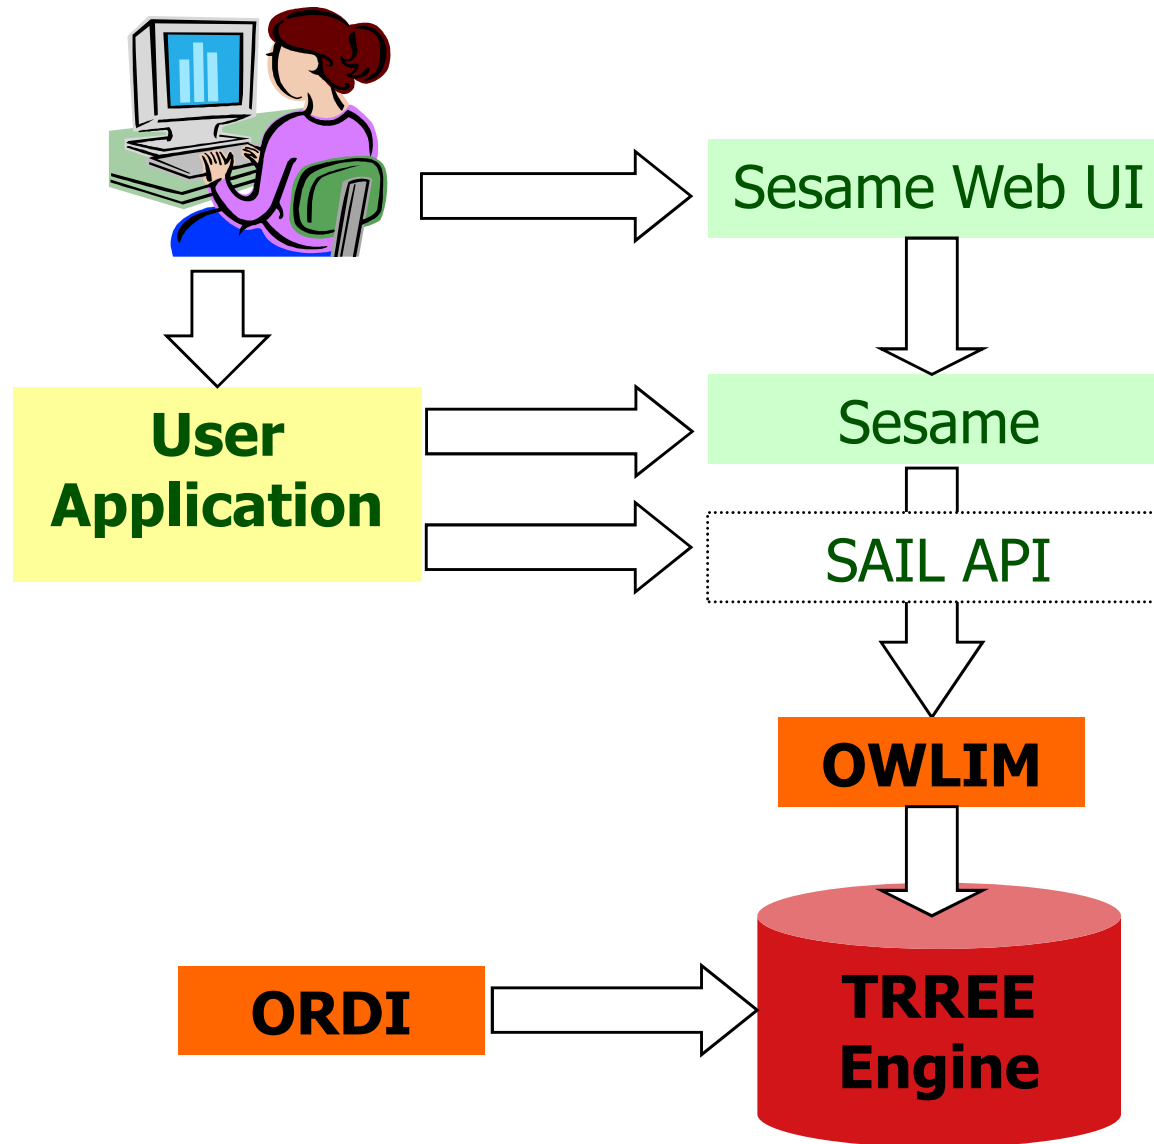 Sesame Web UI
User
Application
Sesame
SAIL API
OWLIM
ORDI
TRREE
Engine